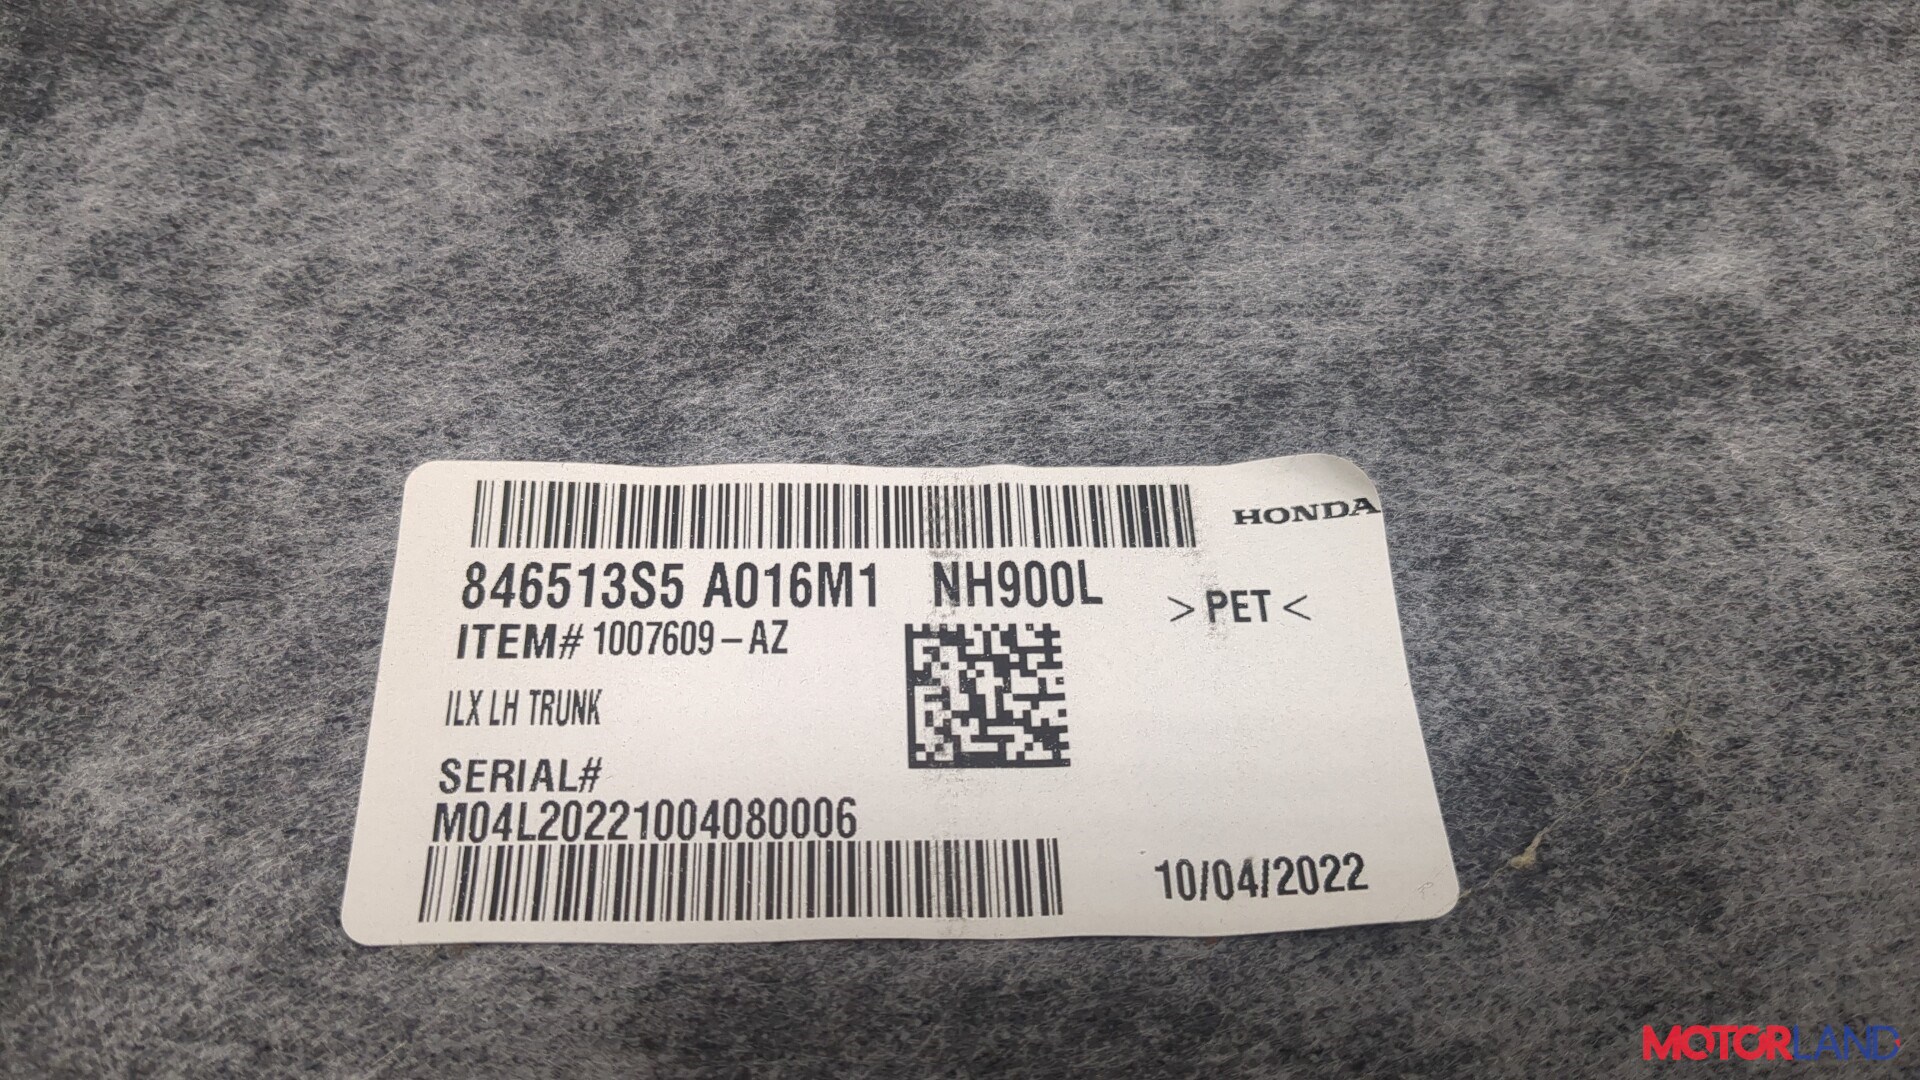 HONDA
846513S5 A016M1 NH900L
> PET <
ITEM# 1007609-AZ
ILX LH TRUNK
SERIAL#
M04L20221004080006
10/04/2022
MOTORLAND